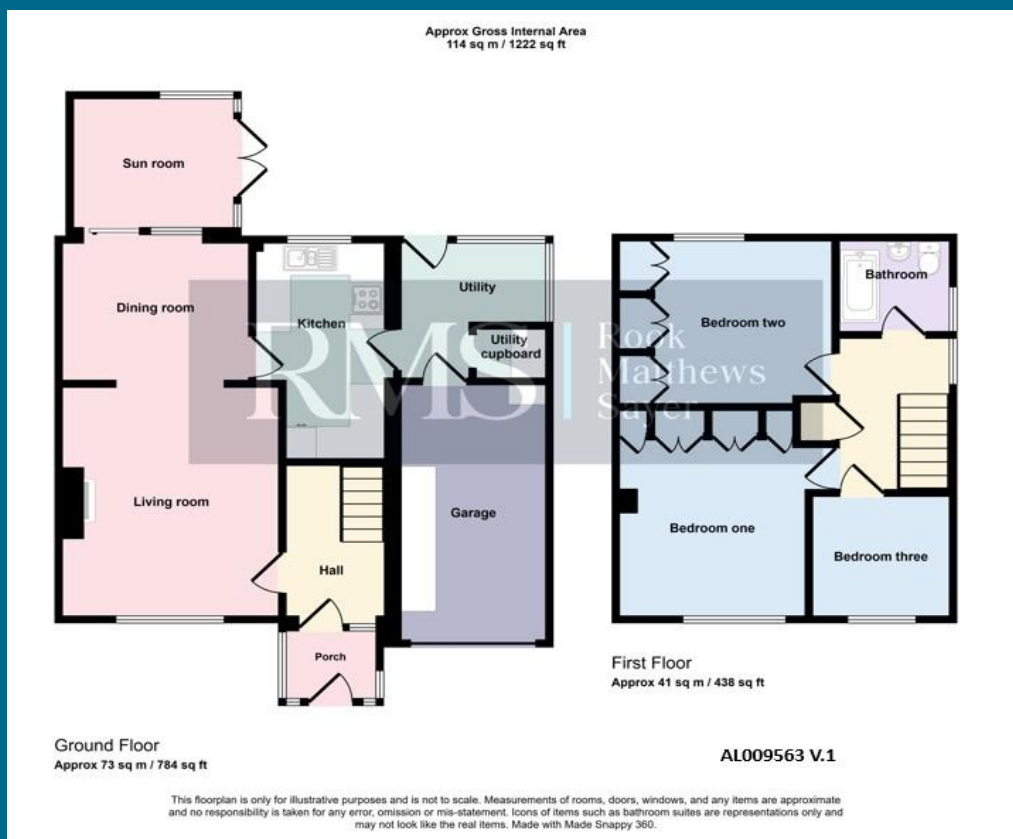 Approx Gross Internal Area
114 sq m / 1222 sq ft
Sun room
Dining room
Kitchen
Utility
Utility
cupboard
Living room
Hall
Garage
Porch
Bedroom two
Bathroom
Bedroom one
Bedroom three
RMS
Rook
Matthews
Sayer
Ground Floor
Approx 73 sq m / 784 sq ft
First Floor
Approx 41 sq m / 438 sq ft
AL009563 V.1
This floorplan is only for illustrative purposes and is not to scale. Measurements of rooms, doors, windows, and any items are approximate
and no responsibility is taken for any error, omission or mis-statement. Icons of items such as bathroom suites are representations only and
may not look like the real items. Made with Made Snappy 360.